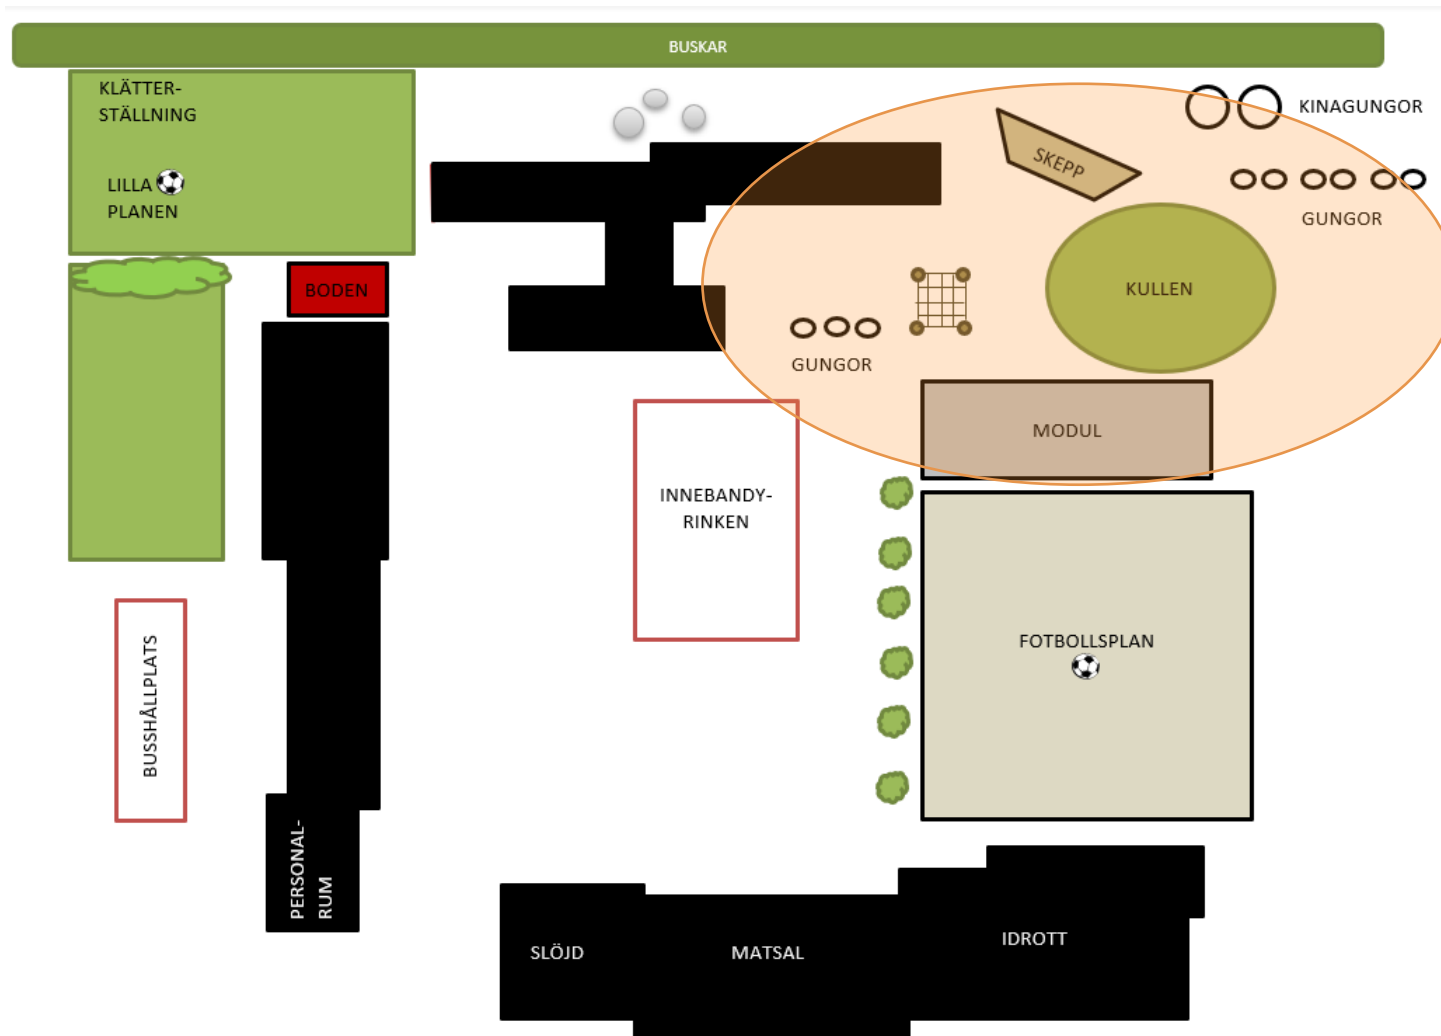 BUSKAR
KLÄTTER-
STÄLLNING
KINAGUNGOR
SKEPP
LILLA
PLANEN
GUNGOR
BODEN
KULLEN
GUNGOR
MODUL
INNEBANDY-
RINKEN
FOTBOLLSPLAN
BUSSHÅLLPLATS
PERSONAL-
RUM
SLÖJD
MATSAL
IDROTT